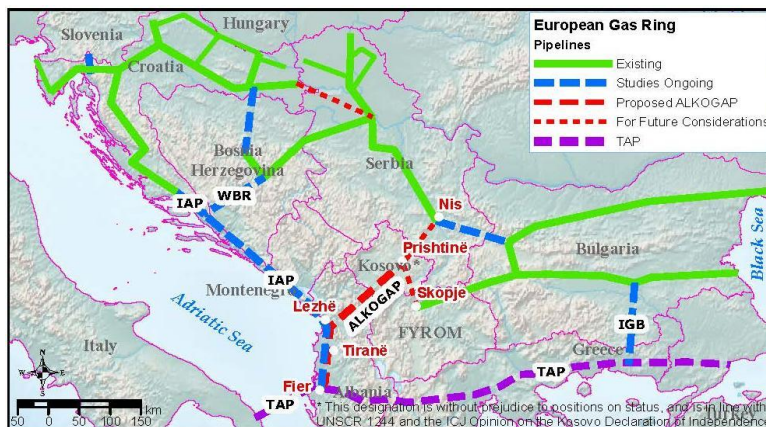 European Gas Ring
Pipelines
Existing
Studies Ongoing
Proposed ALKOGAP
For Future Considerations
TAP
Hungary
Slovenia
Croatia
Bosnia
Herzegovina
Serbia
WBR
IAP
Nis
Prishtinë
Kosovo*
Bulgaria
Black Sea
IAP
Montenegro
Lezhë
ALKOGAP
Skopje
Adriatic Sea
FYROM
IGB
Italy
Tiranë
Greece
TAP
Fier
Albania
TAP
N
W E
S
50 0 50 100 150
km
* This designation is without prejudice to positions on status, and is in line with
UNSCR 1244 and the ICJ Opinion on the Kosovo Declaration of Independence
Turkey